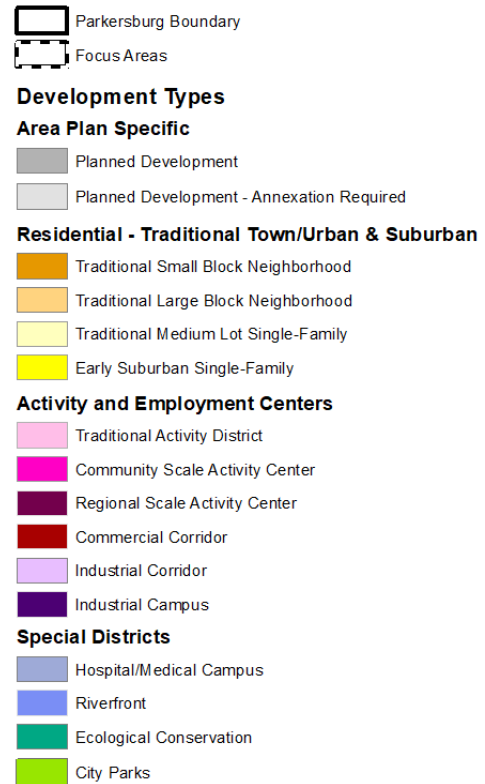 Parkersburg Boundary
Focus Areas
Development Types
Area Plan Specific
Planned Development
Planned Development - Annexation Required
Residential - Traditional Town/Urban & Suburban
Traditional Small Block Neighborhood
Traditional Large Block Neighborhood
Traditional Medium Lot Single-Family
Early Suburban Single-Family
Activity and Employment Centers
Traditional Activity District
Community Scale Activity Center
Regional Scale Activity Center
Commercial Corridor
Industrial Corridor
Industrial Campus
Special Districts
Hospital/Medical Campus
Riverfront
Ecological Conservation
City Parks